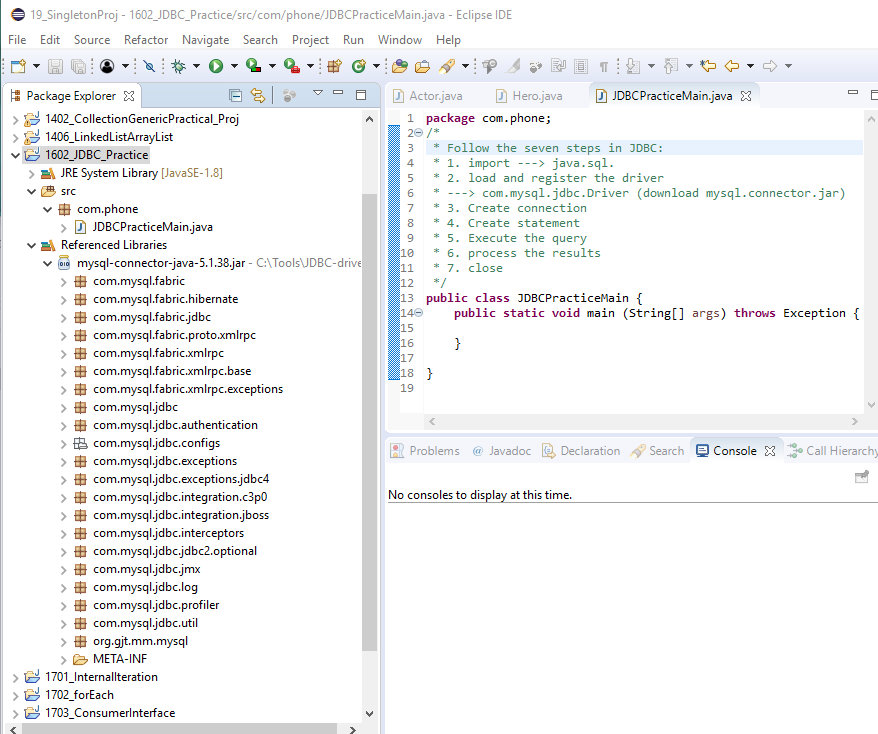 19_SingletonProj - 1602_JDBC_Practice/src/com/phone/JDBCPracticeMain.java - Eclipse IDE
File Edit Source Refactor Navigate Search Project Run Window Help
Package Explorer
1402_CollectionGenericPractical_Proj
1406_LinkedListArrayList
1602_JDBC_Practice
JRE System Library [JavaSE-1.8]
src
com.phone
JDBCPracticeMain.java
Referenced Libraries
mysql-connector-java-5.1.38.jar - C:\Tools\JDBC-drive
com.mysql.fabric
com.mysql.fabric.hibernate
com.mysql.fabric.jdbc
com.mysql.fabric.proto.xmlrpc
com.mysql.fabric.xmlrpc
com.mysql.fabric.xmlrpc.base
com.mysql.fabric.xmlrpc.exceptions
com.mysql.jdbc
com.mysql.jdbc.authentication
com.mysql.jdbc.configs
com.mysql.jdbc.exceptions
com.mysql.jdbc.exceptions.jdbc4
com.mysql.jdbc.integration.c3p0
com.mysql.jdbc.integration.jboss
com.mysql.jdbc.interceptors
com.mysql.jdbc.jdbc2.optional
com.mysql.jdbc.jmx
com.mysql.jdbc.log
com.mysql.jdbc.profiler
com.mysql.jdbc.util
org.gjt.mm.mysql
META-INF
1701_InternalIteration
1702_forEach
1703_ConsumerInterface
Actor.java Hero.java JDBCPracticeMain.java
1 package com.phone;
2 /*
3 * Follow the seven steps in JDBC:
4 * 1. import ---> java.sql.
5 * 2. load and register the driver
6 * ---> com.mysql.jdbc.Driver (download mysql.connector.jar)
7 * 3. Create connection
8 * 4. Create statement
9 * 5. Execute the query
10 * 6. process the results
11 * 7. close
12 */
13 public class JDBCPracticeMain {
14 public static void main (String[] args) throws Exception {
15
16 }
17
18 }
19
Problems @ Javadoc Declaration Search Console Call Hierarchy
No consoles to display at this time.